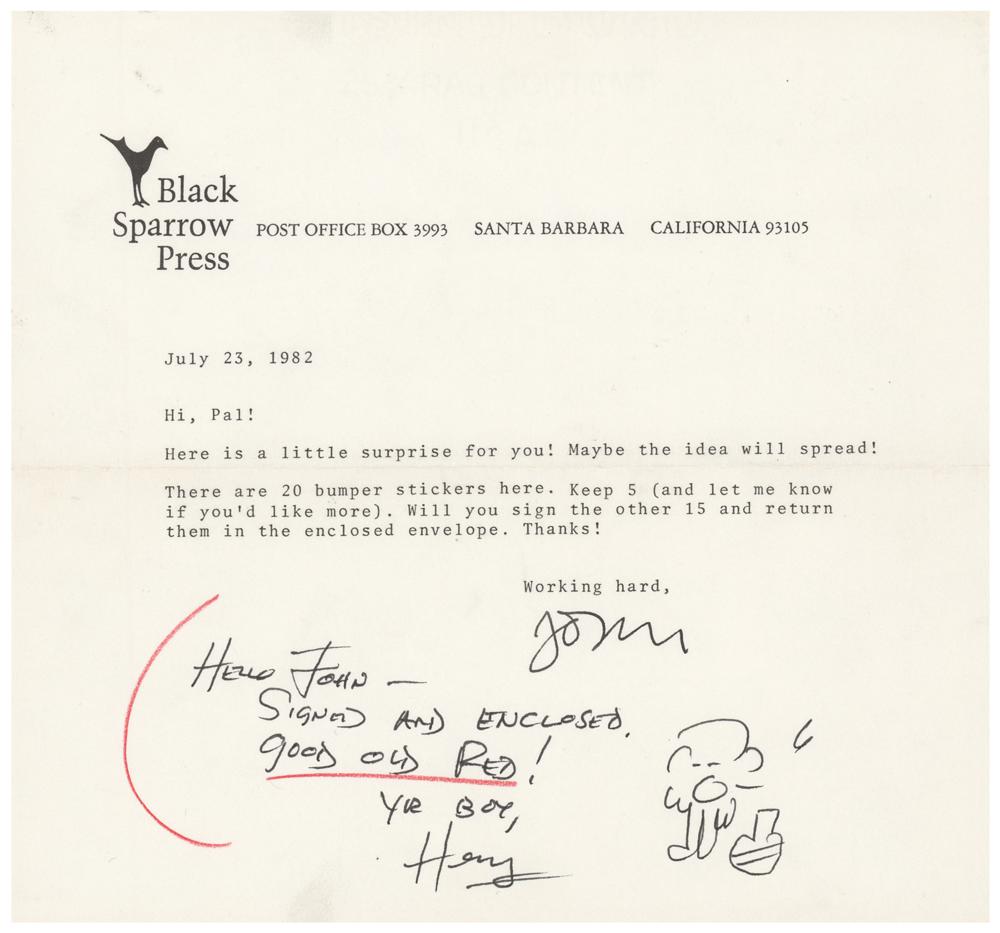 Black
Sparrow
Press
POST OFFICE BOX 3993 SANTA BARBARA CALIFORNIA 93105
July 23, 1982
Hi, Pal!
Here is a little surprise for you! Maybe the idea will spread!
There are 20 bumper stickers here. Keep 5 (and let me know
if you'd like more). Will you sign the other 15 and return
them in the enclosed envelope. Thanks!
Working hard,
John
HELLO JOHN —
SIGNED AND ENCLOSED.
GOOD OLD RED!
YR BOY,
Henry